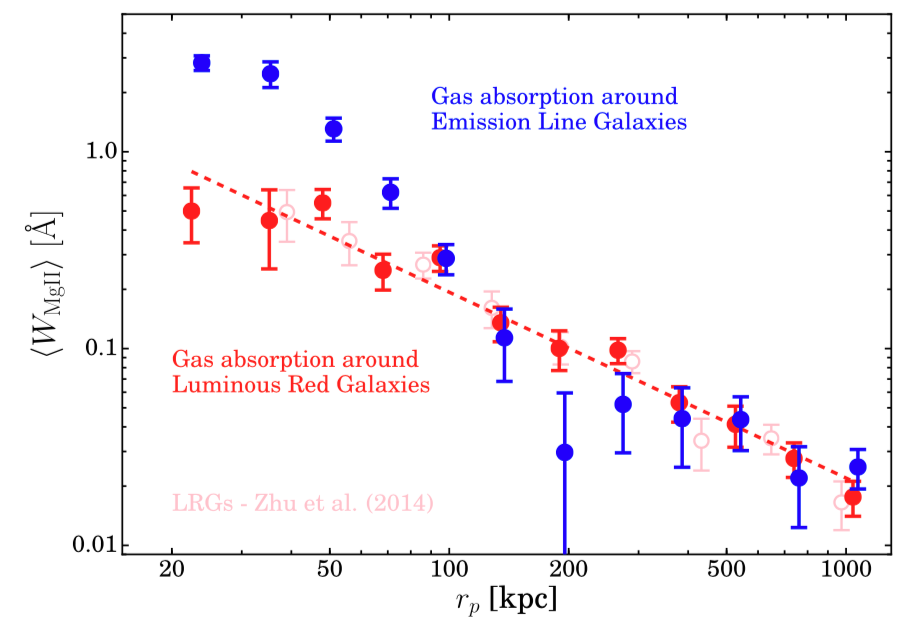 Gas absorption around
Emission Line Galaxies
1.0
⟨W_MgII⟩ [Å]
0.1
Gas absorption around
Luminous Red Galaxies
LRGs - Zhu et al. (2014)
0.01
20 50 100 200 500 1000
r_p [kpc]